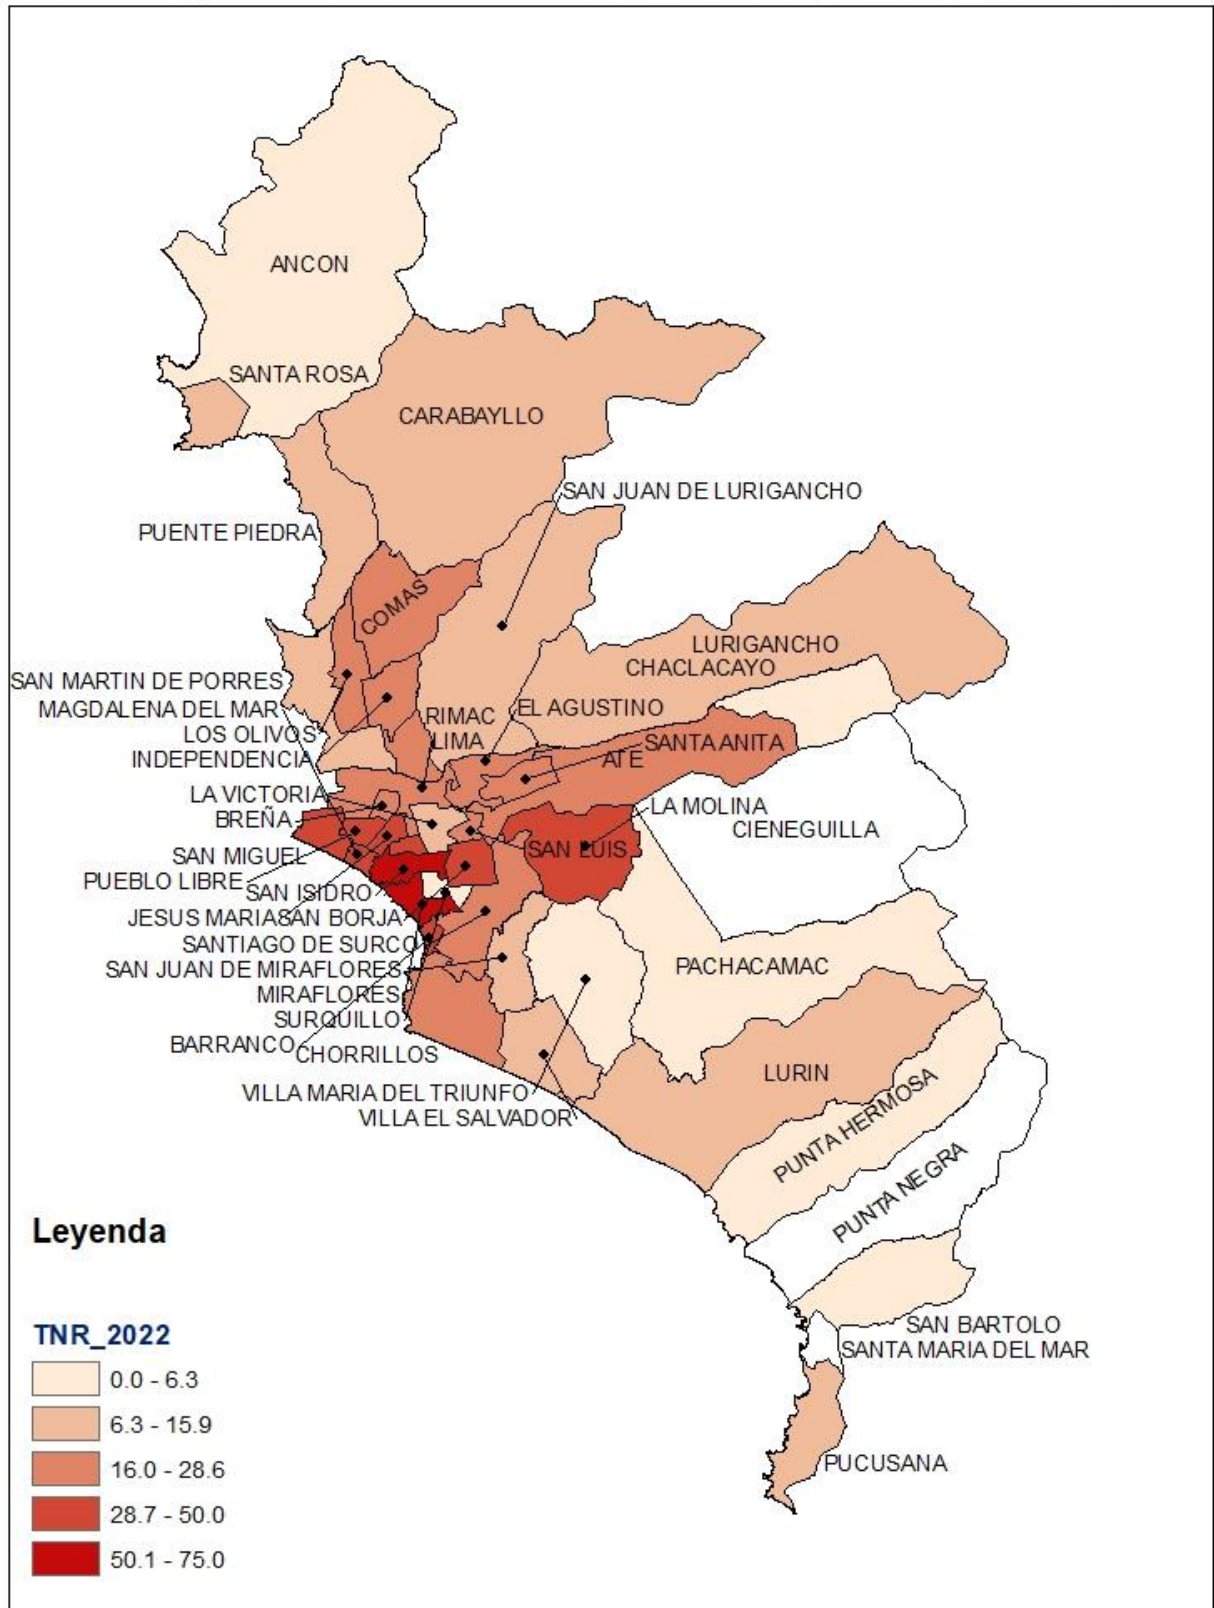 ANCON
SANTA ROSA
CARABAYLLO
SAN JUAN DE LURIGANCHO
PUENTE PIEDRA
COMAS
LURIGANCHO
CHACLACAYO
SAN MARTIN DE PORRES
MAGDALENA DEL MAR
RIMAC
EL AGUSTINO
LOS OLIVOS
LIMA
SANTA ANITA
INDEPENDENCIA
ATE
LA VICTORIA
LA MOLINA
BREÑA
CIENEGUILLA
SAN MIGUEL
SAN LUIS
PUEBLO LIBRE
SAN ISIDRO
JESUS MARIA
SAN BORJA
SANTIAGO DE SURCO
SAN JUAN DE MIRAFLORES
PACHACAMAC
MIRAFLORES
SURQUILLO
BARRANCO
CHORRILLOS
LURIN
VILLA MARIA DEL TRIUNFO
VILLA EL SALVADOR
PUNTA HERMOSA
PUNTA NEGRA
SAN BARTOLO
SANTA MARIA DEL MAR
PUCUSANA
Leyenda
TNR_2022
0.0 - 6.3
6.3 - 15.9
16.0 - 28.6
28.7 - 50.0
50.1 - 75.0